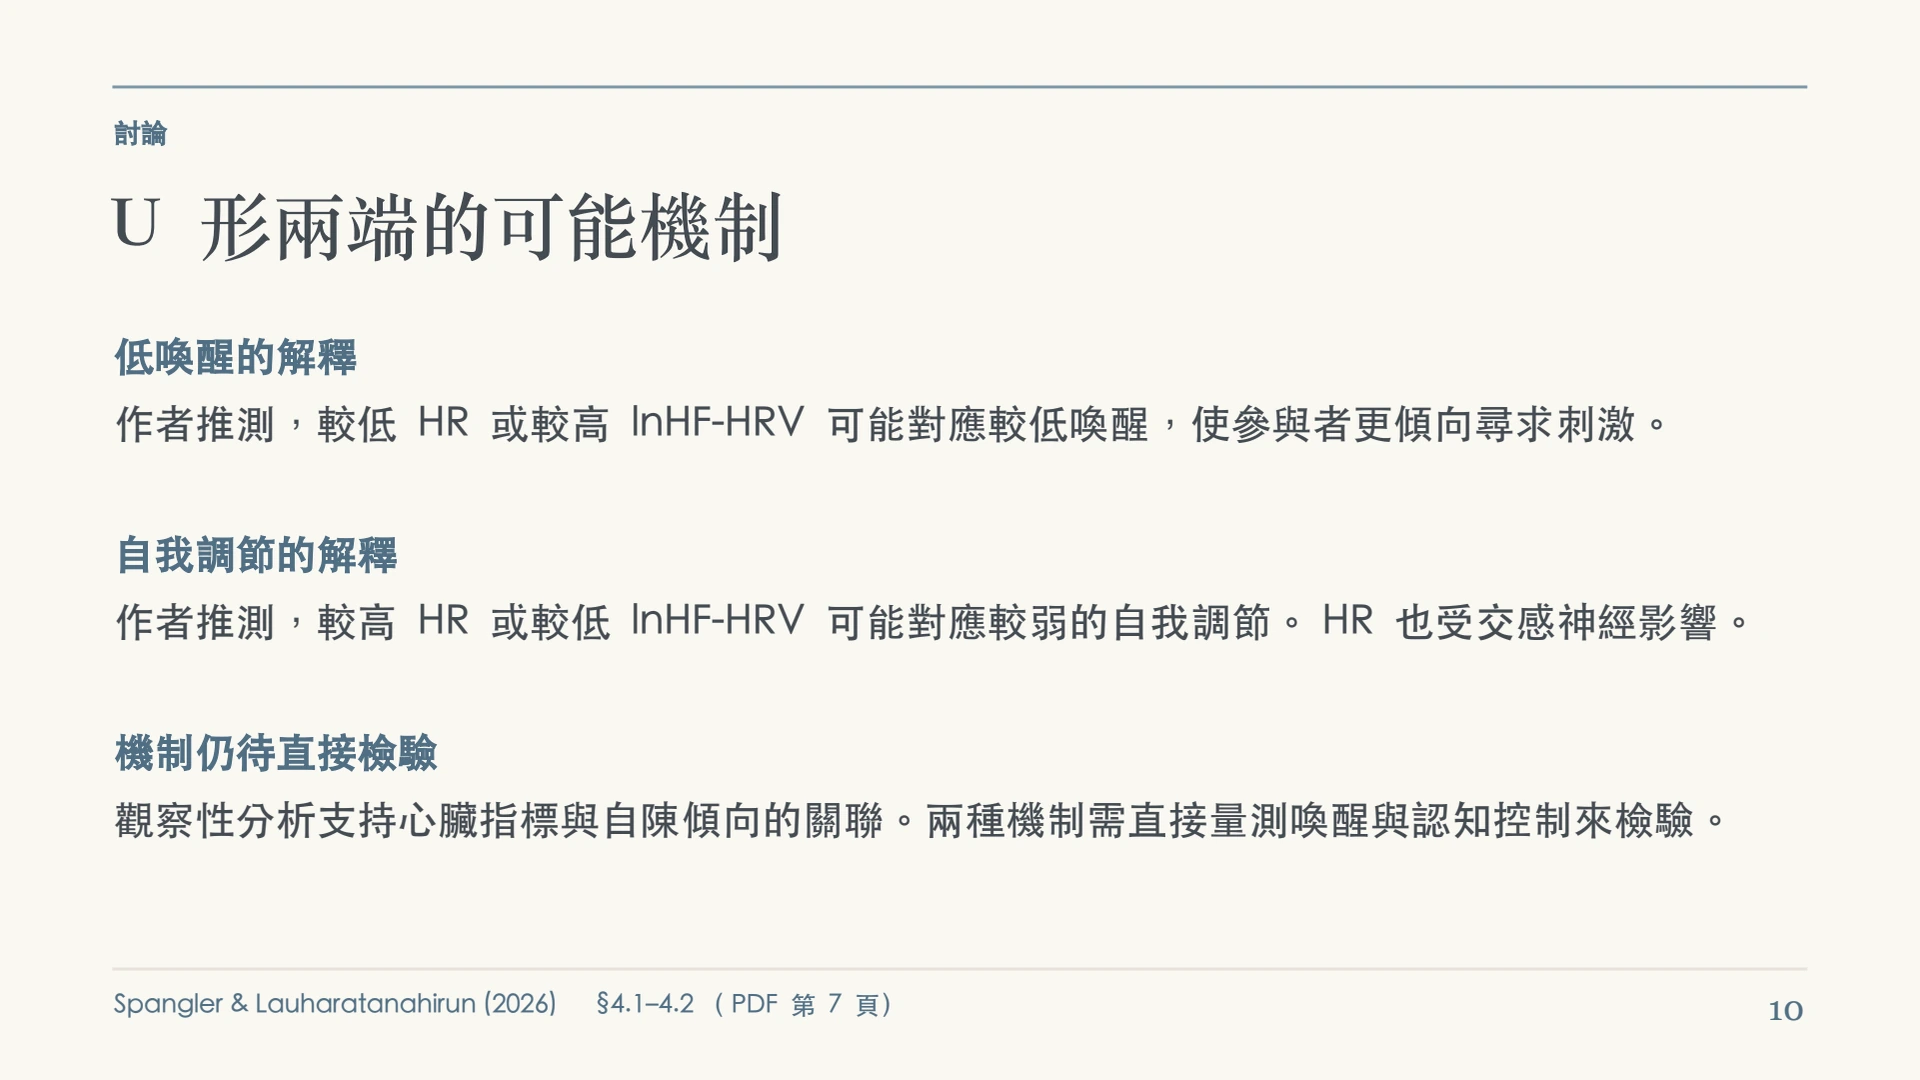 討論
U 形兩端的可能機制
低喚醒的解釋
作者推測，較低 HR 或較高 lnHF-HRV 可能對應較低喚醒，使參與者更傾向尋求刺激。
自我調節的解釋
作者推測，較高 HR 或較低 lnHF-HRV 可能對應較弱的自我調節。HR 也受交感神經影響。
機制仍待直接檢驗
觀察性分析支持心臟指標與自陳傾向的關聯。兩種機制需直接量測喚醒與認知控制來檢驗。
Spangler & Lauharatanahirun (2026) §4.1–4.2 （PDF 第 7 頁）
10